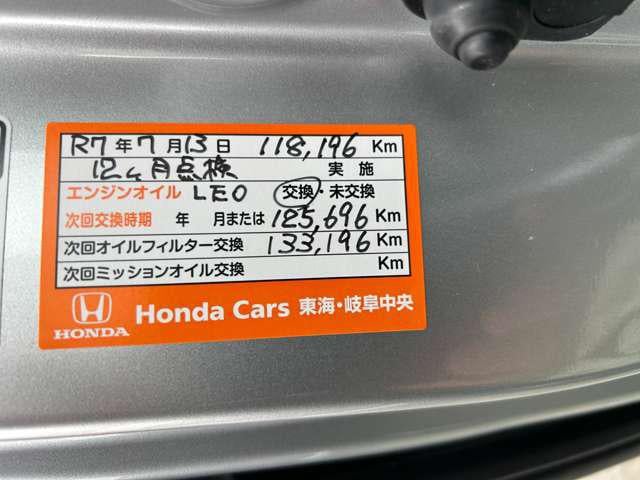 R7年7月13日 118,196 Km
12ヶ月点検 実施
エンジンオイル LEO 交換・未交換
次回交換時期 年 月または 125,696 Km
次回オイルフィルター交換 133,196 Km
次回ミッションオイル交換 Km
HONDA Honda Cars 東海・岐阜中央